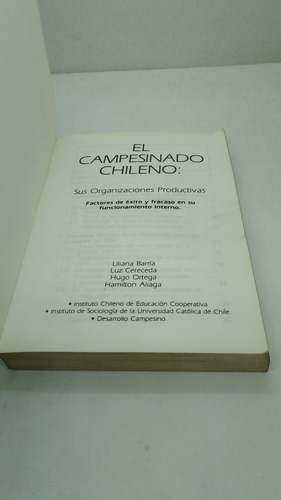 EL
CAMPESINADO
CHILENO:
Sus Organizaciones Productivas
Factores de éxito y fracaso en su
funcionamiento interno.
Liliana Barría
Luz Cereceda
Hugo Ortega
Hamilton Aliaga
• Instituto Chileno de Educación Cooperativa
• Instituto de Sociología de la Universidad Católica de Chile.
• Desarrollo Campesino.